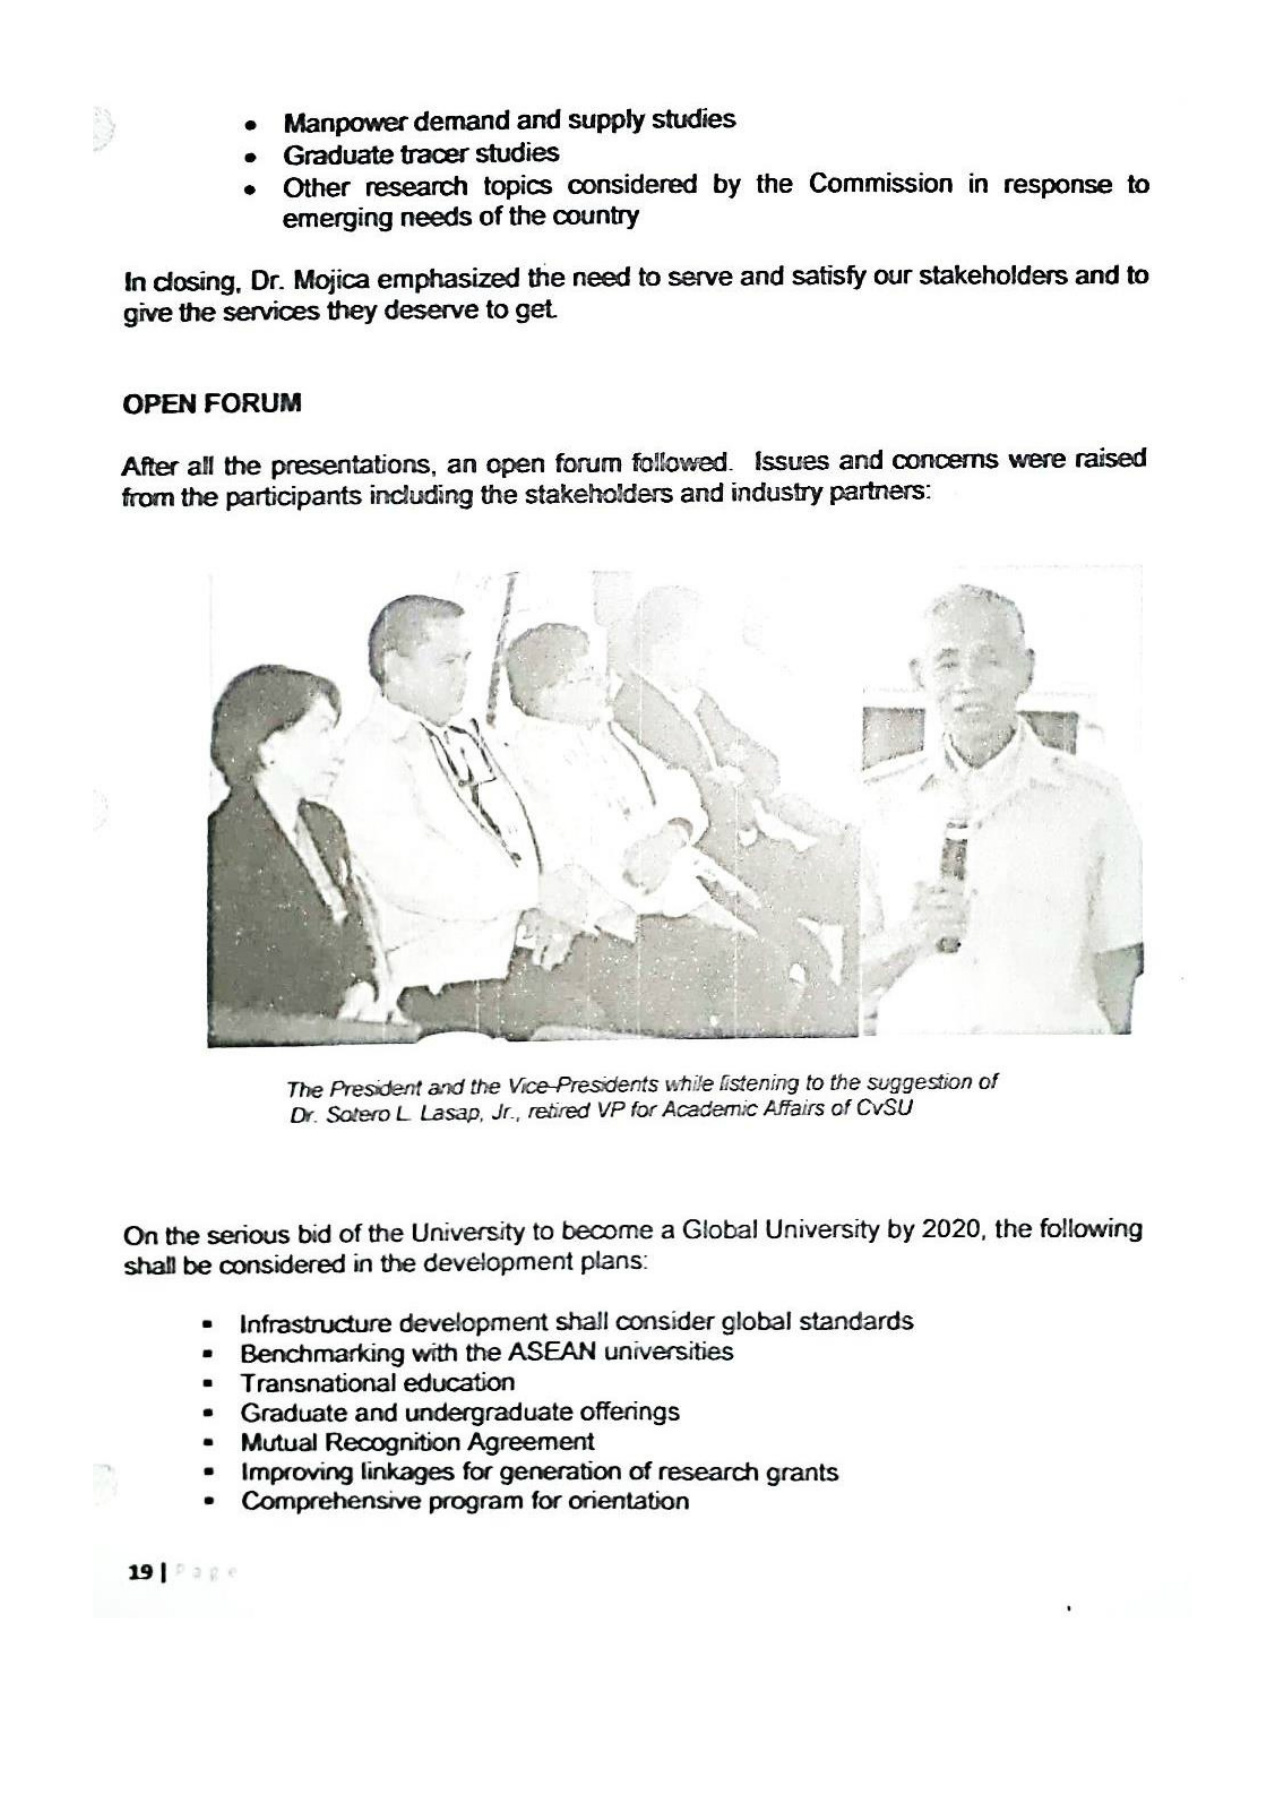 • Manpower demand and supply studies
• Graduate tracer studies
• Other research topics considered by the Commission in response to
emerging needs of the country
In closing, Dr. Mojica emphasized the need to serve and satisfy our stakeholders and to
give the services they deserve to get.
OPEN FORUM
After all the presentations, an open forum followed. Issues and concerns were raised
from the participants including the stakeholders and industry partners:
The President and the Vice-Presidents while listening to the suggestion of
Dr. Sotero L. Lasap, Jr., retired VP for Academic Affairs of CvSU
On the serious bid of the University to become a Global University by 2020, the following
shall be considered in the development plans:
▪ Infrastructure development shall consider global standards
▪ Benchmarking with the ASEAN universities
▪ Transnational education
▪ Graduate and undergraduate offerings
▪ Mutual Recognition Agreement
▪ Improving linkages for generation of research grants
▪ Comprehensive program for orientation
19 | Page